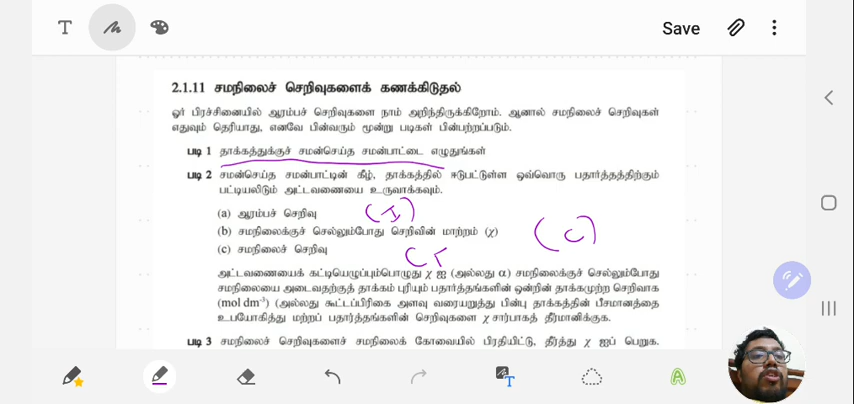 T
Save
2.1.11 சமநிலைச் செறிவுகளைக் கணக்கிடுதல்
ஓர் பிரச்சினையில் ஆரம்பச் செறிவுகளை நாம் அறிந்திருக்கிறோம். ஆனால் சமநிலைச் செறிவுகள்
எதுவும் தெரியாது, எனவே பின்வரும் மூன்று படிகள் பின்பற்றப்படும்.
படி 1 தாக்கத்துக்குச் சமன்செய்த சமன்பாட்டை எழுதுங்கள்
படி 2 சமன்செய்த சமன்பாட்டின் கீழ், தாக்கத்தில் ஈடுபட்டுள்ள ஒவ்வொரு பதார்த்தத்திற்கும்
பட்டியலிடும் அட்டவணையை உருவாக்கவும்.
(a) ஆரம்பச் செறிவு (I)
(b) சமநிலைக்குச் செல்லும்போது செறிவின் மாற்றம் (χ) (C)
(c) சமநிலைச் செறிவு
அட்டவணையைக் கட்டியெழுப்பும்பொழுது χ ஐ (அல்லது α) சமநிலைக்குச் செல்லும்போது
சமநிலையை அடைவதற்குத் தாக்கம் புரியும் பதார்த்தங்களின் ஒன்றின் தாக்கமுற்ற செறிவாக
(mol dm⁻³) (அல்லது கூட்டப்பிரிகை அளவு வரையறுத்து பின்பு தாக்கத்தின் பீசமானத்தை
உபயோகித்து மற்றப் பதார்த்தங்களின் செறிவுகளை χ சார்பாகத் தீர்மானிக்குக.
படி 3 சமநிலைச் செறிவுகளைச் சமநிலைக் கோவையில் பிரதியிட்டு, தீர்த்து χ ஐப் பெறுக.
T
A